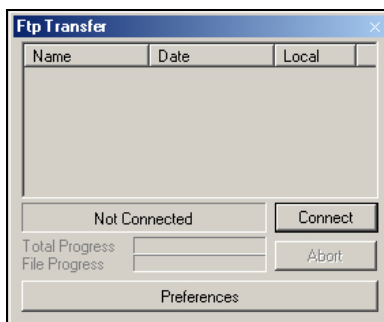 Ftp Transfer
Name Date Local
Not Connected Connect
Total Progress
File Progress
Abort
Preferences